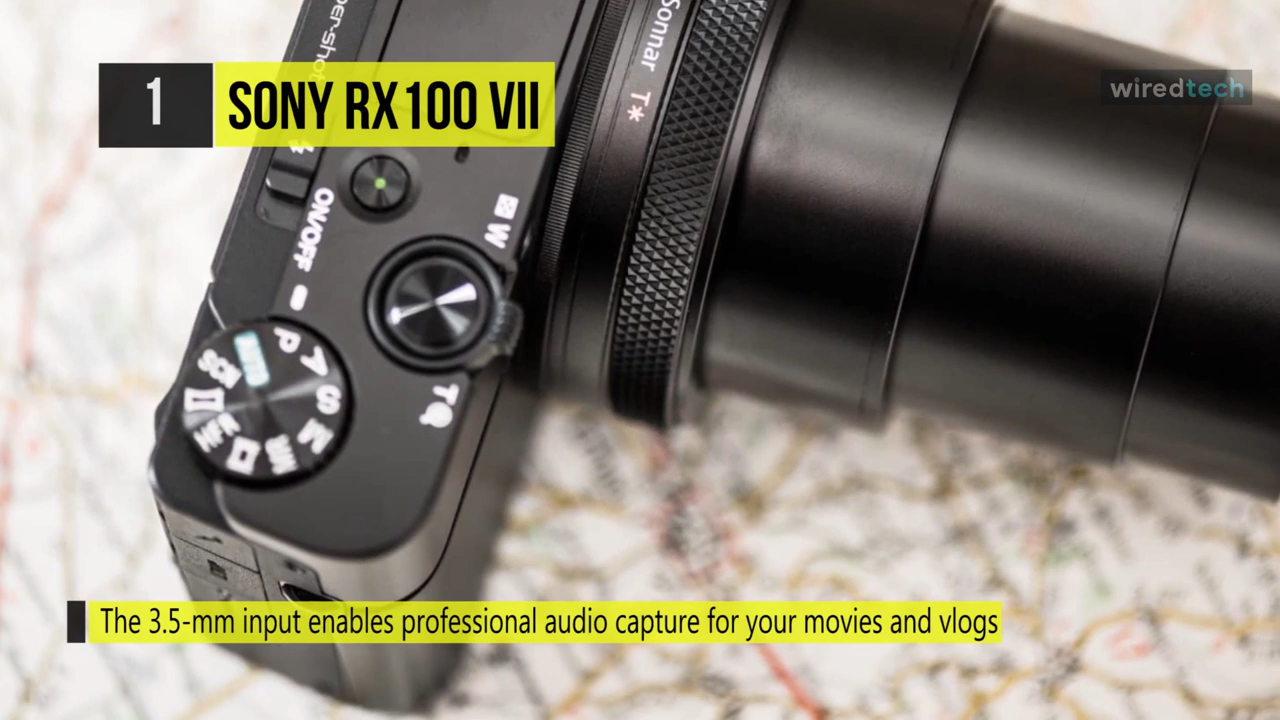 1
SONY RX100 VII
wiredtech
Sonnar T*
ON/OFF
W
T
AUTO
P
A
S
M
MR
The 3.5-mm input enables professional audio capture for your movies and vlogs